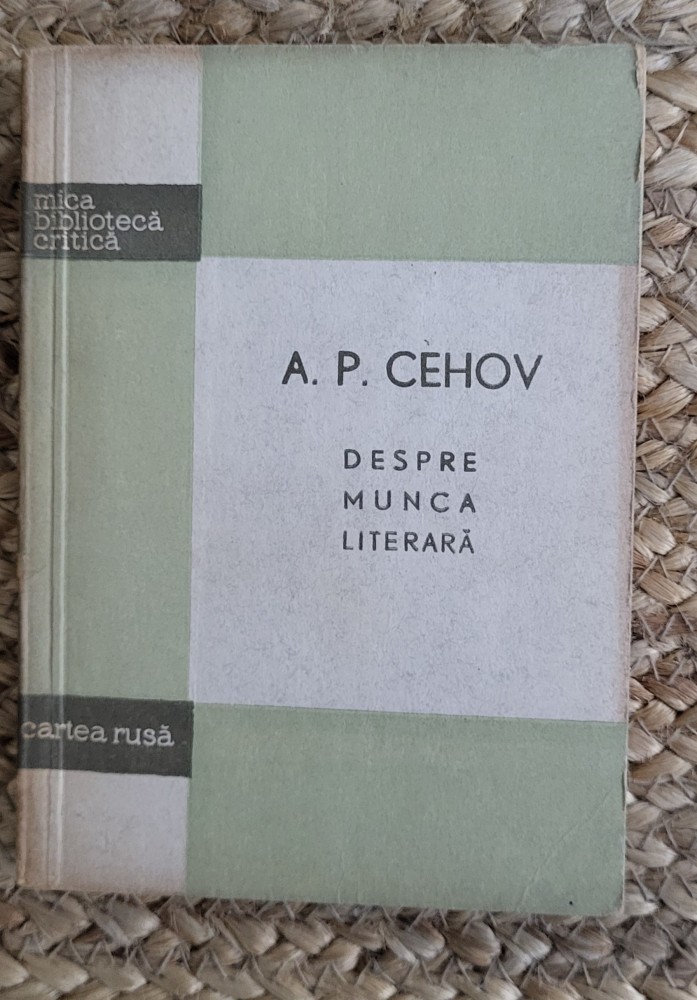 mica
bibliotecă
critică
A. P. CEHOV
DESPRE
MUNCA
LITERARĂ
cartea rusă